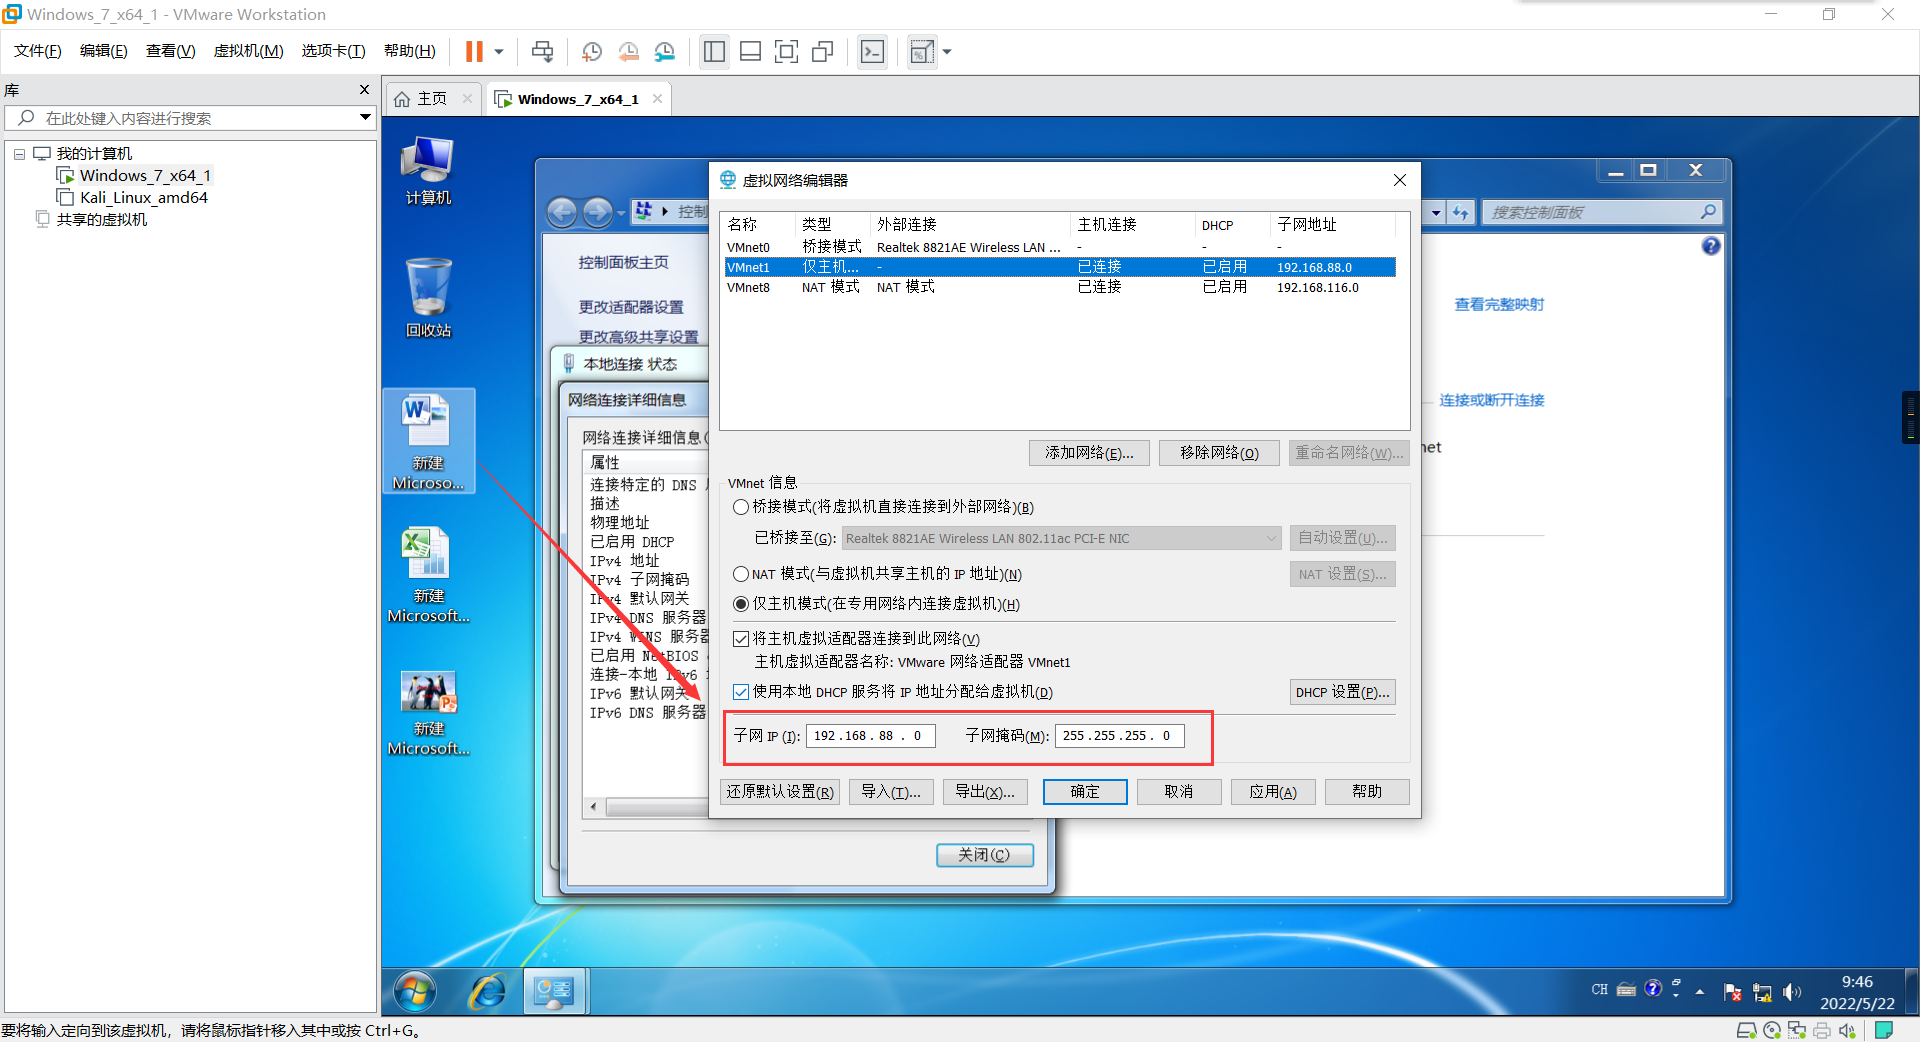 Windows_7_x64_1 - VMware Workstation
文件(F) 编辑(E) 查看(V) 虚拟机(M) 选项卡(T) 帮助(H)
库
在此处键入内容进行搜索
我的计算机
Windows_7_x64_1
Kali_Linux_amd64
共享的虚拟机
主页
Windows_7_x64_1
计算机
回收站
新建
Microso...
新建
Microsoft...
新建
Microsoft...
控制
搜索控制面板
控制面板主页
更改适配器设置
更改高级共享设置
查看完整映射
连接或断开连接
net
本地连接 状态
网络连接详细信息
网络连接详细信息(
属性
连接特定的 DNS
描述
物理地址
已启用 DHCP
IPv4 地址
IPv4 子网掩码
IPv4 默认网关
IPv4 DNS 服务器
IPv4 WINS 服务器
已启用 NetBIOS
连接-本地 IPv6
IPv6 默认网关
IPv6 DNS 服务器
关闭(C)
虚拟网络编辑器
名称 类型 外部连接 主机连接 DHCP 子网地址
VMnet0 桥接模式 Realtek 8821AE Wireless LAN ... - - -
VMnet1 仅主机... - 已连接 已启用 192.168.88.0
VMnet8 NAT 模式 NAT 模式 已连接 已启用 192.168.116.0
添加网络(E)... 移除网络(O) 重命名网络(W)...
VMnet 信息
桥接模式(将虚拟机直接连接到外部网络)(B)
已桥接至(G): Realtek 8821AE Wireless LAN 802.11ac PCI-E NIC 自动设置(U)...
NAT 模式(与虚拟机共享主机的 IP 地址)(N) NAT 设置(S)...
仅主机模式(在专用网络内连接虚拟机)(H)
将主机虚拟适配器连接到此网络(V)
主机虚拟适配器名称: VMware 网络适配器 VMnet1
使用本地 DHCP 服务将 IP 地址分配给虚拟机(D) DHCP 设置(P)...
子网 IP (I): 192.168. 88 . 0 子网掩码(M): 255.255.255. 0
还原默认设置(R) 导入(T)... 导出(X)... 确定 取消 应用(A) 帮助
CH
9:46
2022/5/22
要将输入定向到该虚拟机，请将鼠标指针移入其中或按 Ctrl+G。